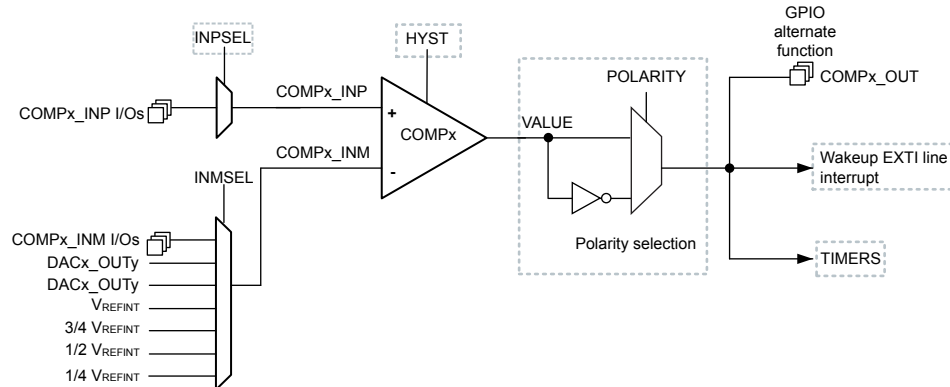 GPIO
alternate
function
INPSEL
HYST
POLARITY
COMPx_OUT
COMPx_INP
COMPx_INP I/Os
+
COMPx
VALUE
COMPx_INM
-
Wakeup EXTI line
interrupt
INMSEL
COMPx_INM I/Os
Polarity selection
DACx_OUTy
TIMERS
DACx_OUTy
VREFINT
3/4 VREFINT
1/2 VREFINT
1/4 VREFINT